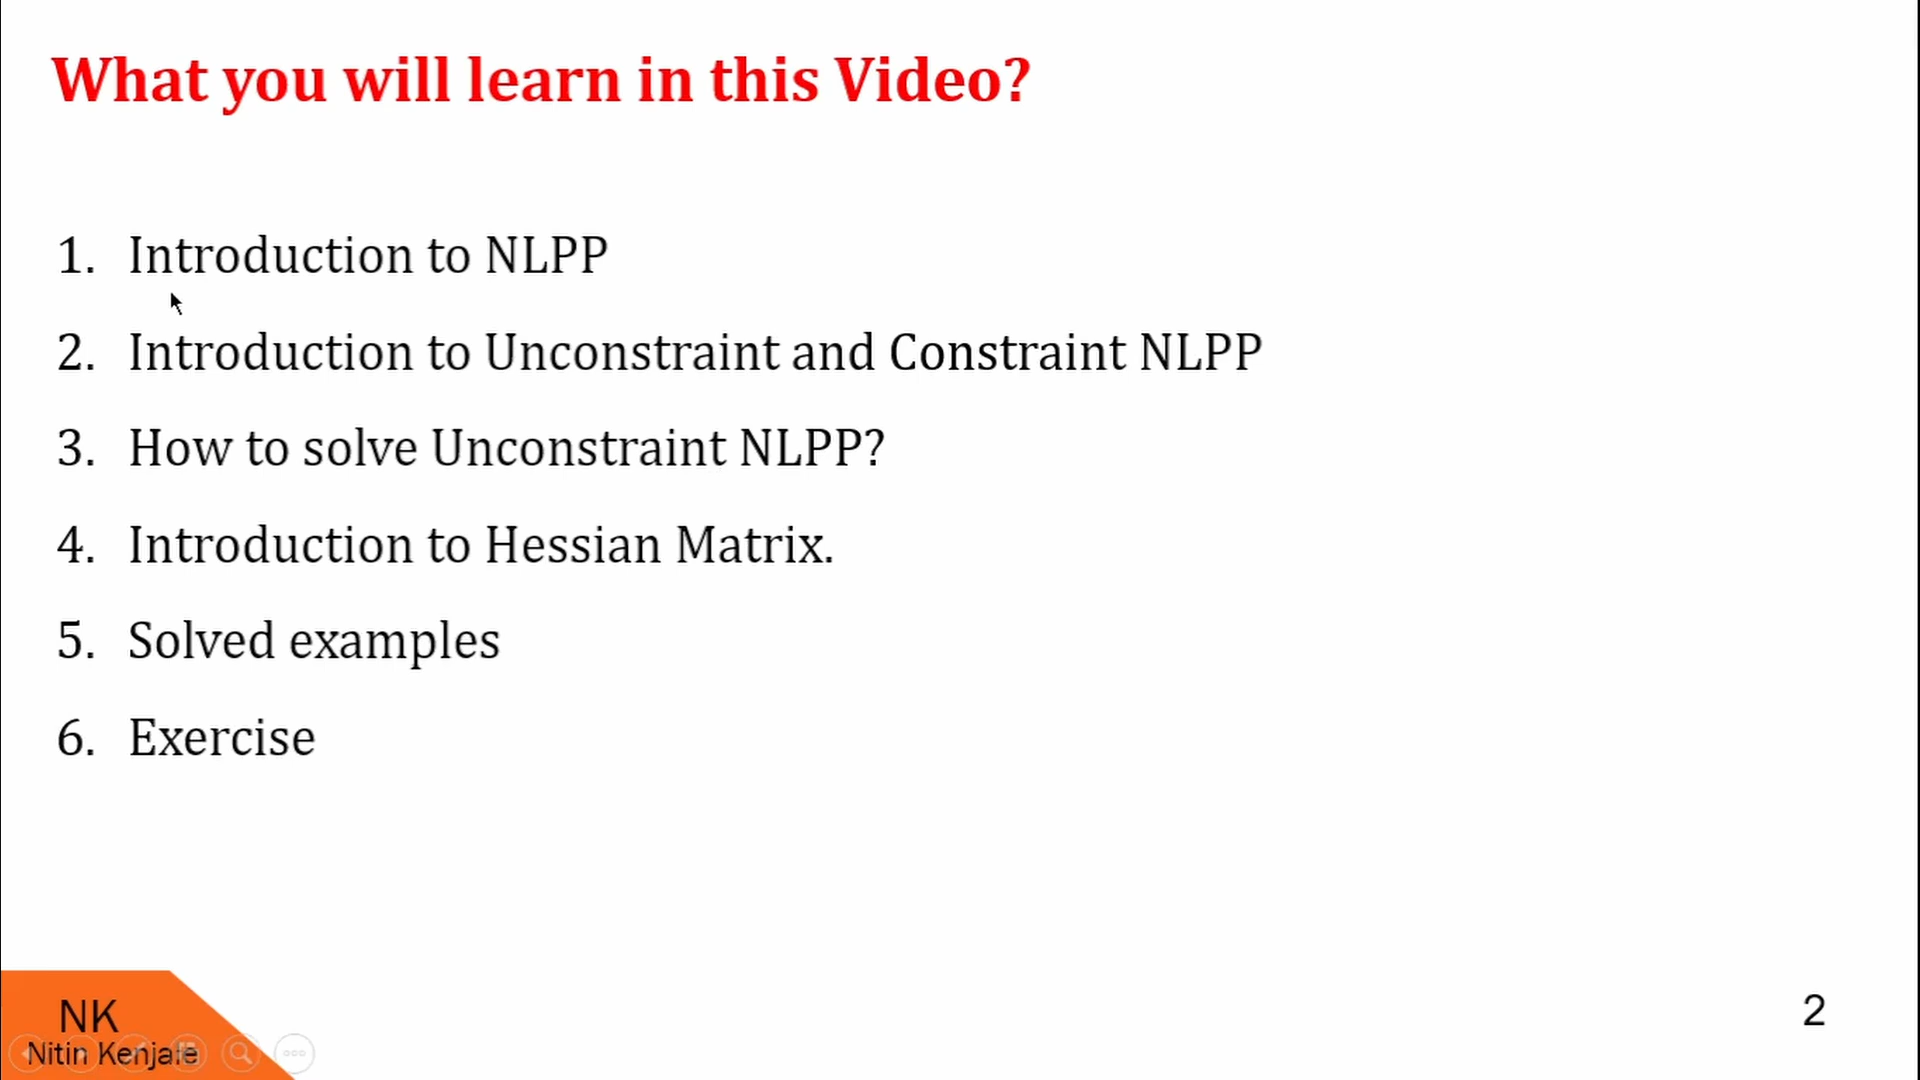 What you will learn in this Video?
1. Introduction to NLPP
2. Introduction to Unconstraint and Constraint NLPP
3. How to solve Unconstraint NLPP?
4. Introduction to Hessian Matrix.
5. Solved examples
6. Exercise
NK
Nitin Kenjale
2